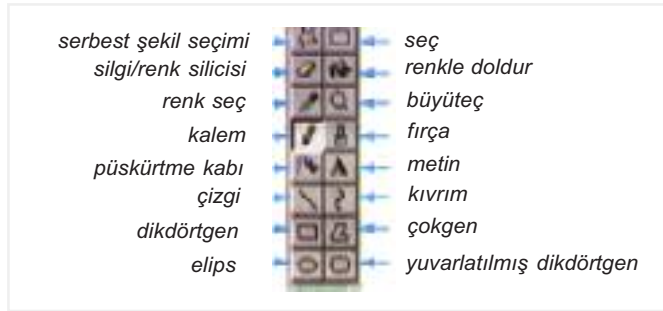 serbest şekil seçimi seç
silgi/renk silicisi renkle doldur
renk seç büyüteç
kalem fırça
püskürtme kabı metin
çizgi kıvrım
dikdörtgen çokgen
elips yuvarlatılmış dikdörtgen